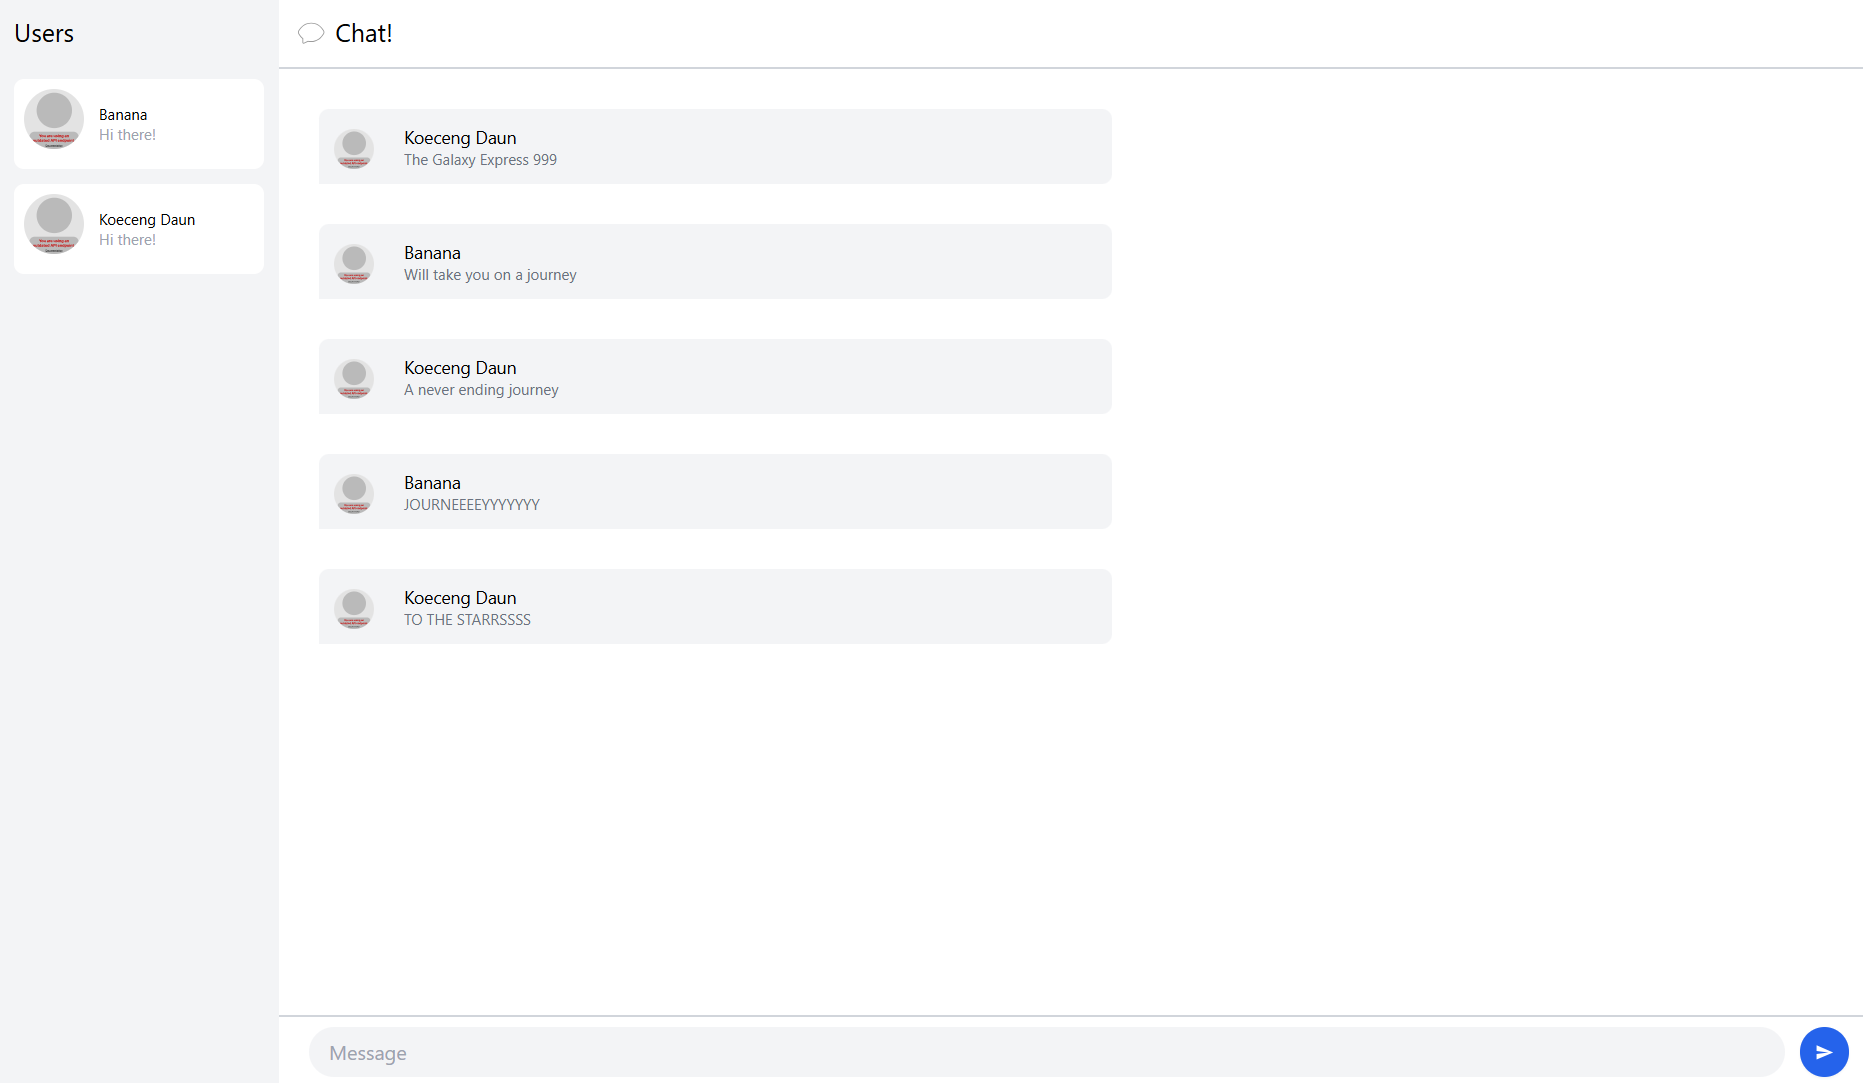 Users
Banana
Hi there!
Koeceng Daun
Hi there!
Chat!
Koeceng Daun
The Galaxy Express 999
Banana
Will take you on a journey
Koeceng Daun
A never ending journey
Banana
JOURNEEEEYYYYYYY
Koeceng Daun
TO THE STARRSSSS
Message